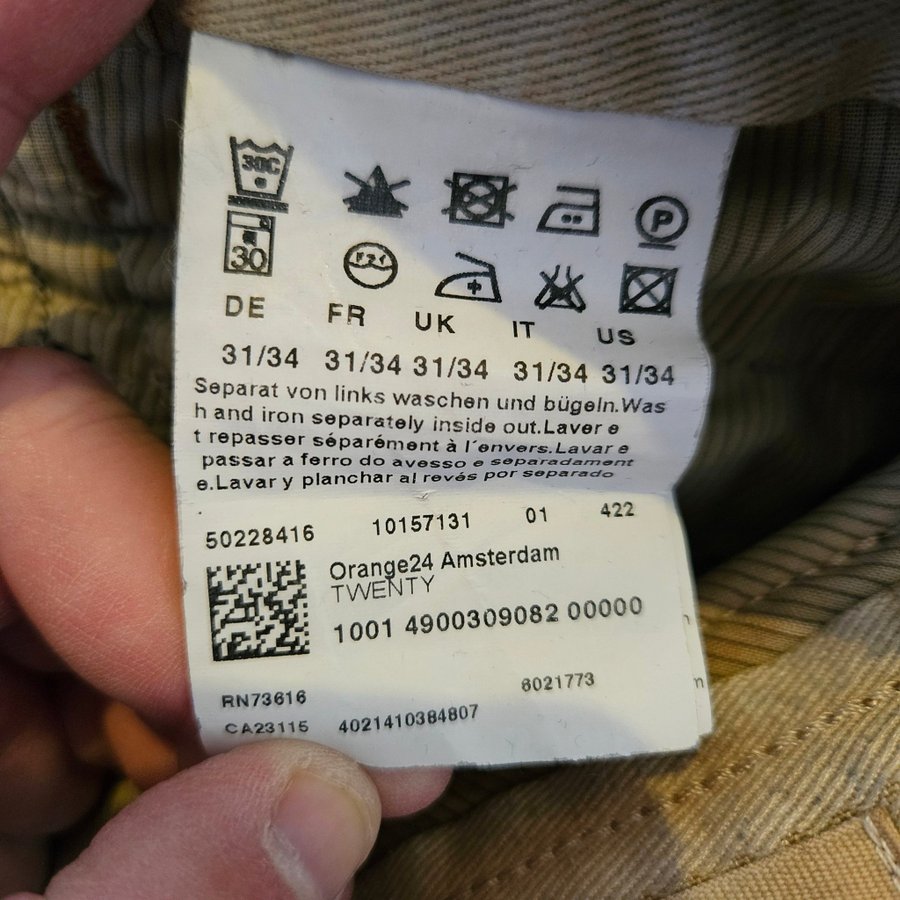 30C
P
30
DE FR UK IT US
31/34 31/34 31/34 31/34 31/34
Separat von links waschen und bügeln.Was
h and iron separately inside out.Laver e
t repasser séparément à l´envers.Lavar e
passar a ferro do avesso e separadament
e.Lavar y planchar al revés por separado
50228416 10157131 01 422
Orange24 Amsterdam
TWENTY
1001 4900309082 00000
RN73616 6021773
CA23115 4021410384807